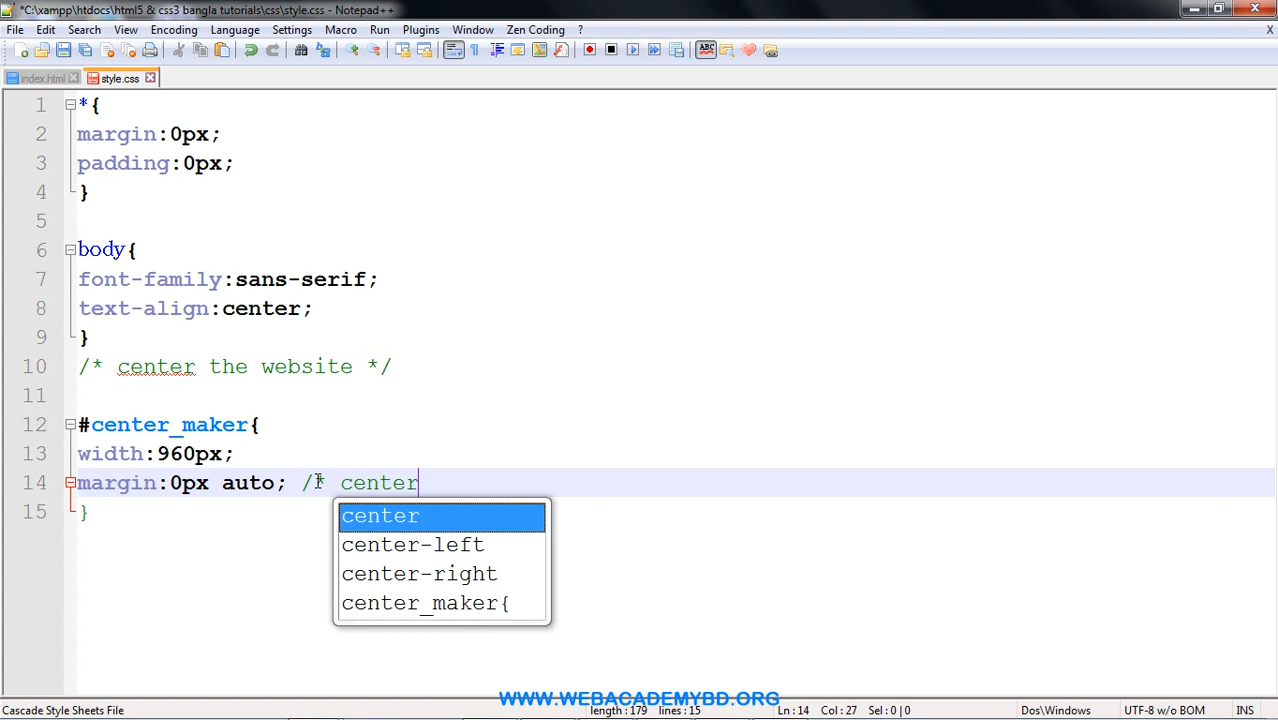 *C:\xampp\htdocs\html5 & css3 bangla tutorials\css\style.css - Notepad++
File Edit Search View Encoding Language Settings Macro Run Plugins Window Zen Coding ? X
index.html style.css
1 *{
2 margin:0px;
3 padding:0px;
4 }
5
6 body{
7 font-family:sans-serif;
8 text-align:center;
9 }
10 /* center the website */
11
12 #center_maker{
13 width:960px;
14 margin:0px auto; /* center
15 }
center
center-left
center-right
center_maker{
WWW.WEBACADEMYBD.ORG
Cascade Style Sheets File length : 179 lines : 15 Ln : 14 Col : 27 Sel : 0 | 0 Dos\Windows UTF-8 w/o BOM INS